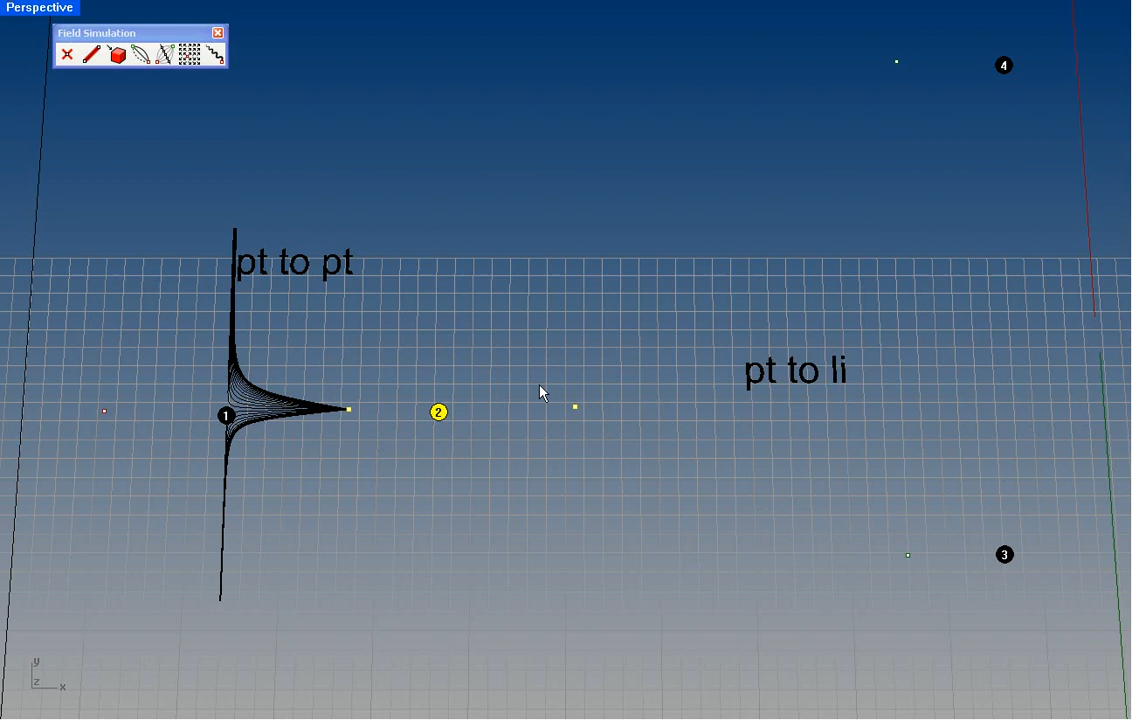 Perspective
Field Simulation
4
pt to pt
pt to li
1
2
3
y
z x